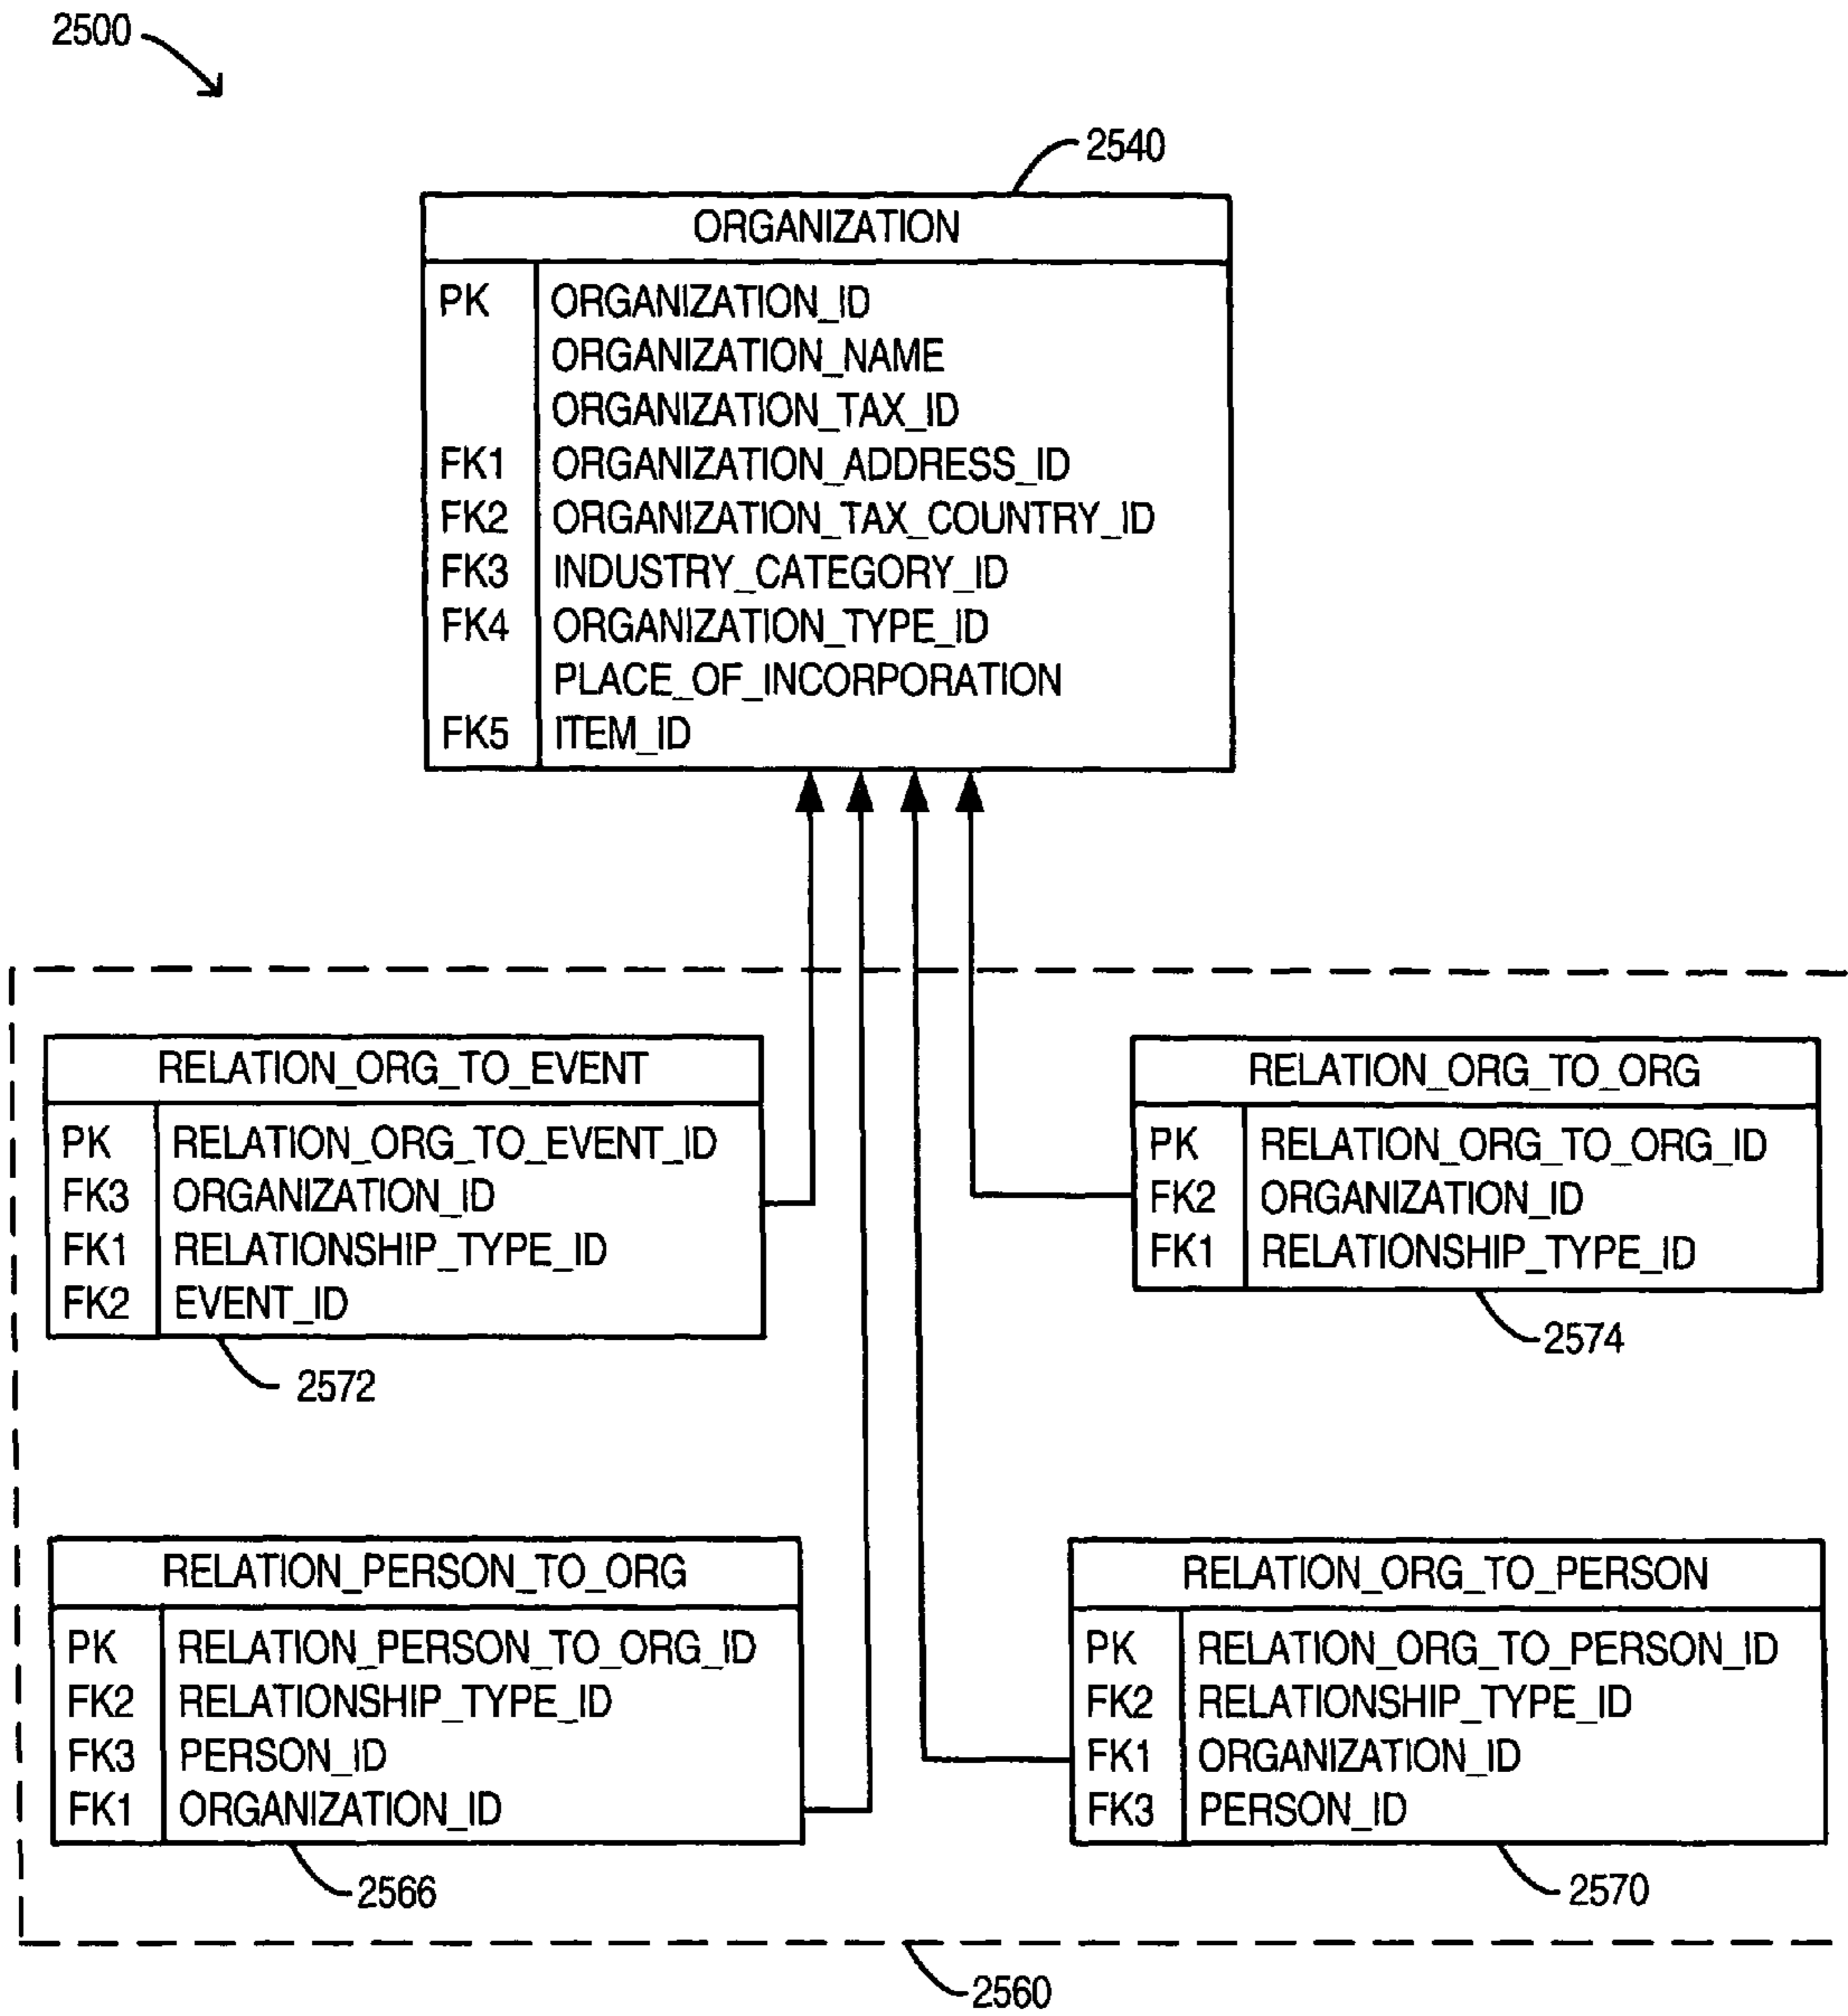 2500
2540
ORGANIZATION
PK ORGANIZATION_ID
ORGANIZATION_NAME
ORGANIZATION_TAX_ID
FK1 ORGANIZATION_ADDRESS_ID
FK2 ORGANIZATION_TAX_COUNTRY_ID
FK3 INDUSTRY_CATEGORY_ID
FK4 ORGANIZATION_TYPE_ID
PLACE_OF_INCORPORATION
FK5 ITEM_ID
RELATION_ORG_TO_EVENT
PK RELATION_ORG_TO_EVENT_ID
FK3 ORGANIZATION_ID
FK1 RELATIONSHIP_TYPE_ID
FK2 EVENT_ID
2572
RELATION_ORG_TO_ORG
PK RELATION_ORG_TO_ORG_ID
FK2 ORGANIZATION_ID
FK1 RELATIONSHIP_TYPE_ID
2574
RELATION_PERSON_TO_ORG
PK RELATION_PERSON_TO_ORG_ID
FK2 RELATIONSHIP_TYPE_ID
FK3 PERSON_ID
FK1 ORGANIZATION_ID
2566
RELATION_ORG_TO_PERSON
PK RELATION_ORG_TO_PERSON_ID
FK2 RELATIONSHIP_TYPE_ID
FK1 ORGANIZATION_ID
FK3 PERSON_ID
2570
2560